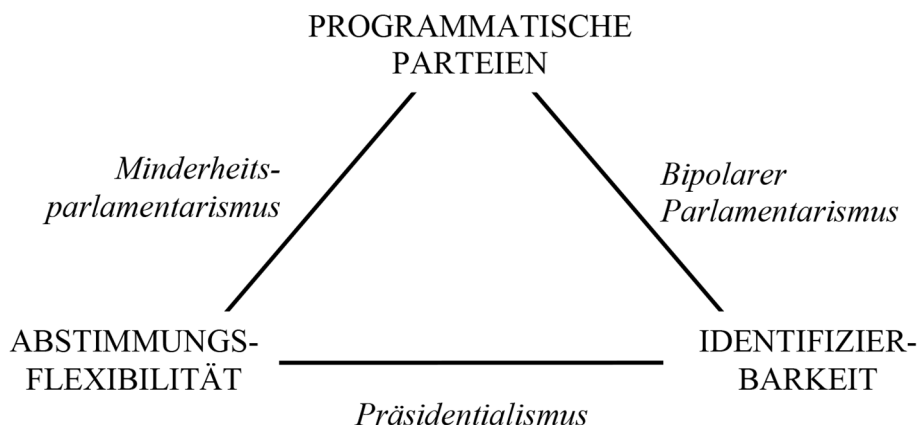 PROGRAMMATISCHE
PARTEIEN
Minderheits-
parlamentarismus
Bipolarer
Parlamentarismus
ABSTIMMUNGS-
FLEXIBILITÄT
IDENTIFIZIER-
BARKEIT
Präsidentialismus